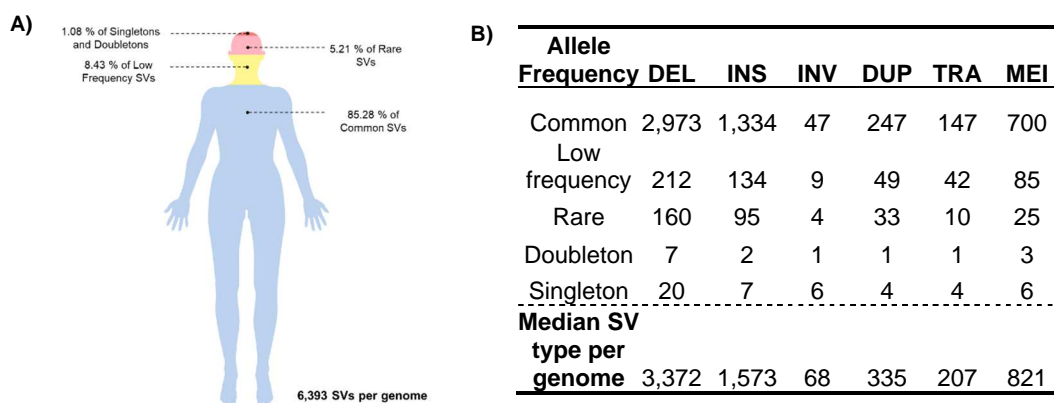 A)
1.08 % of Singletons
and Doubletons
5.21 % of Rare
SVs
8.43 % of Low
Frequency SVs
85.28 % of
Common SVs
6,393 SVs per genome
B)
Allele
Frequency DEL INS INV DUP TRA MEI
Common 2,973 1,334 47 247 147 700
Low
frequency 212 134 9 49 42 85
Rare 160 95 4 33 10 25
Doubleton 7 2 1 1 1 3
Singleton 20 7 6 4 4 6
Median SV
type per
genome 3,372 1,573 68 335 207 821